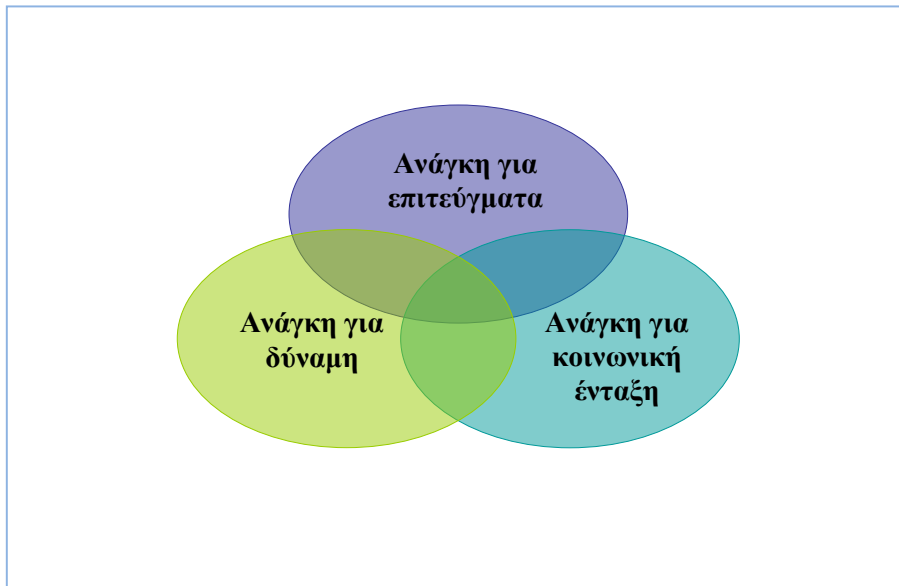 Ανάγκη για
επιτεύγματα
Ανάγκη για
δύναμη
Ανάγκη για
κοινωνική
ένταξη